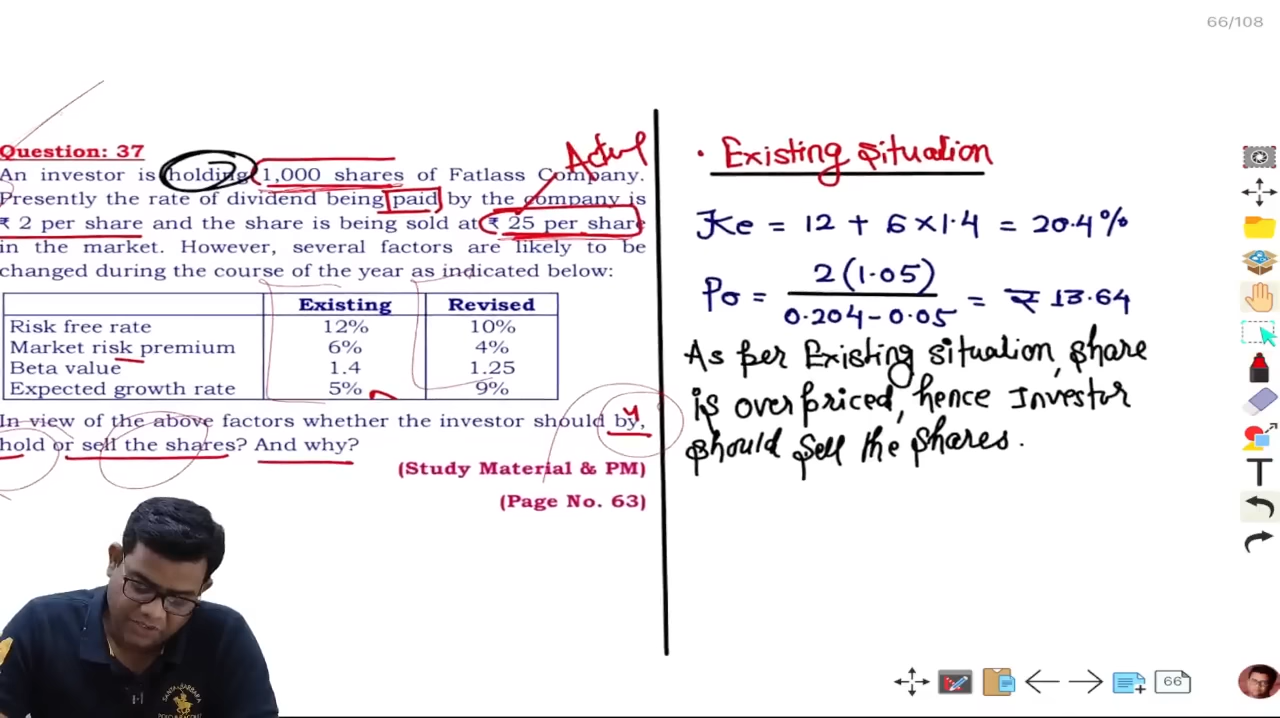 66/108
Question: 37
An investor is holding 1,000 shares of Fatlass Company.
Actual
Presently the rate of dividend being paid by the company is
₹ 2 per share and the share is being sold at ₹ 25 per share
in the market. However, several factors are likely to be
changed during the course of the year as indicated below:
Existing Revised
Risk free rate 12% 10%
Market risk premium 6% 4%
Beta value 1.4 1.25
Expected growth rate 5% 9%
In view of the above factors whether the investor should by,
y
hold or sell the shares? And why?
(Study Material & PM)
(Page No. 63)
· Existing situation
Ke = 12 + 6 × 1.4 = 20.4%
Po = 2(1.05) / 0.204 - 0.05 = ₹ 13.64
As per Existing situation, share
is overpriced, hence Investor
should sell the shares.
T
66
SANTA BARBARA